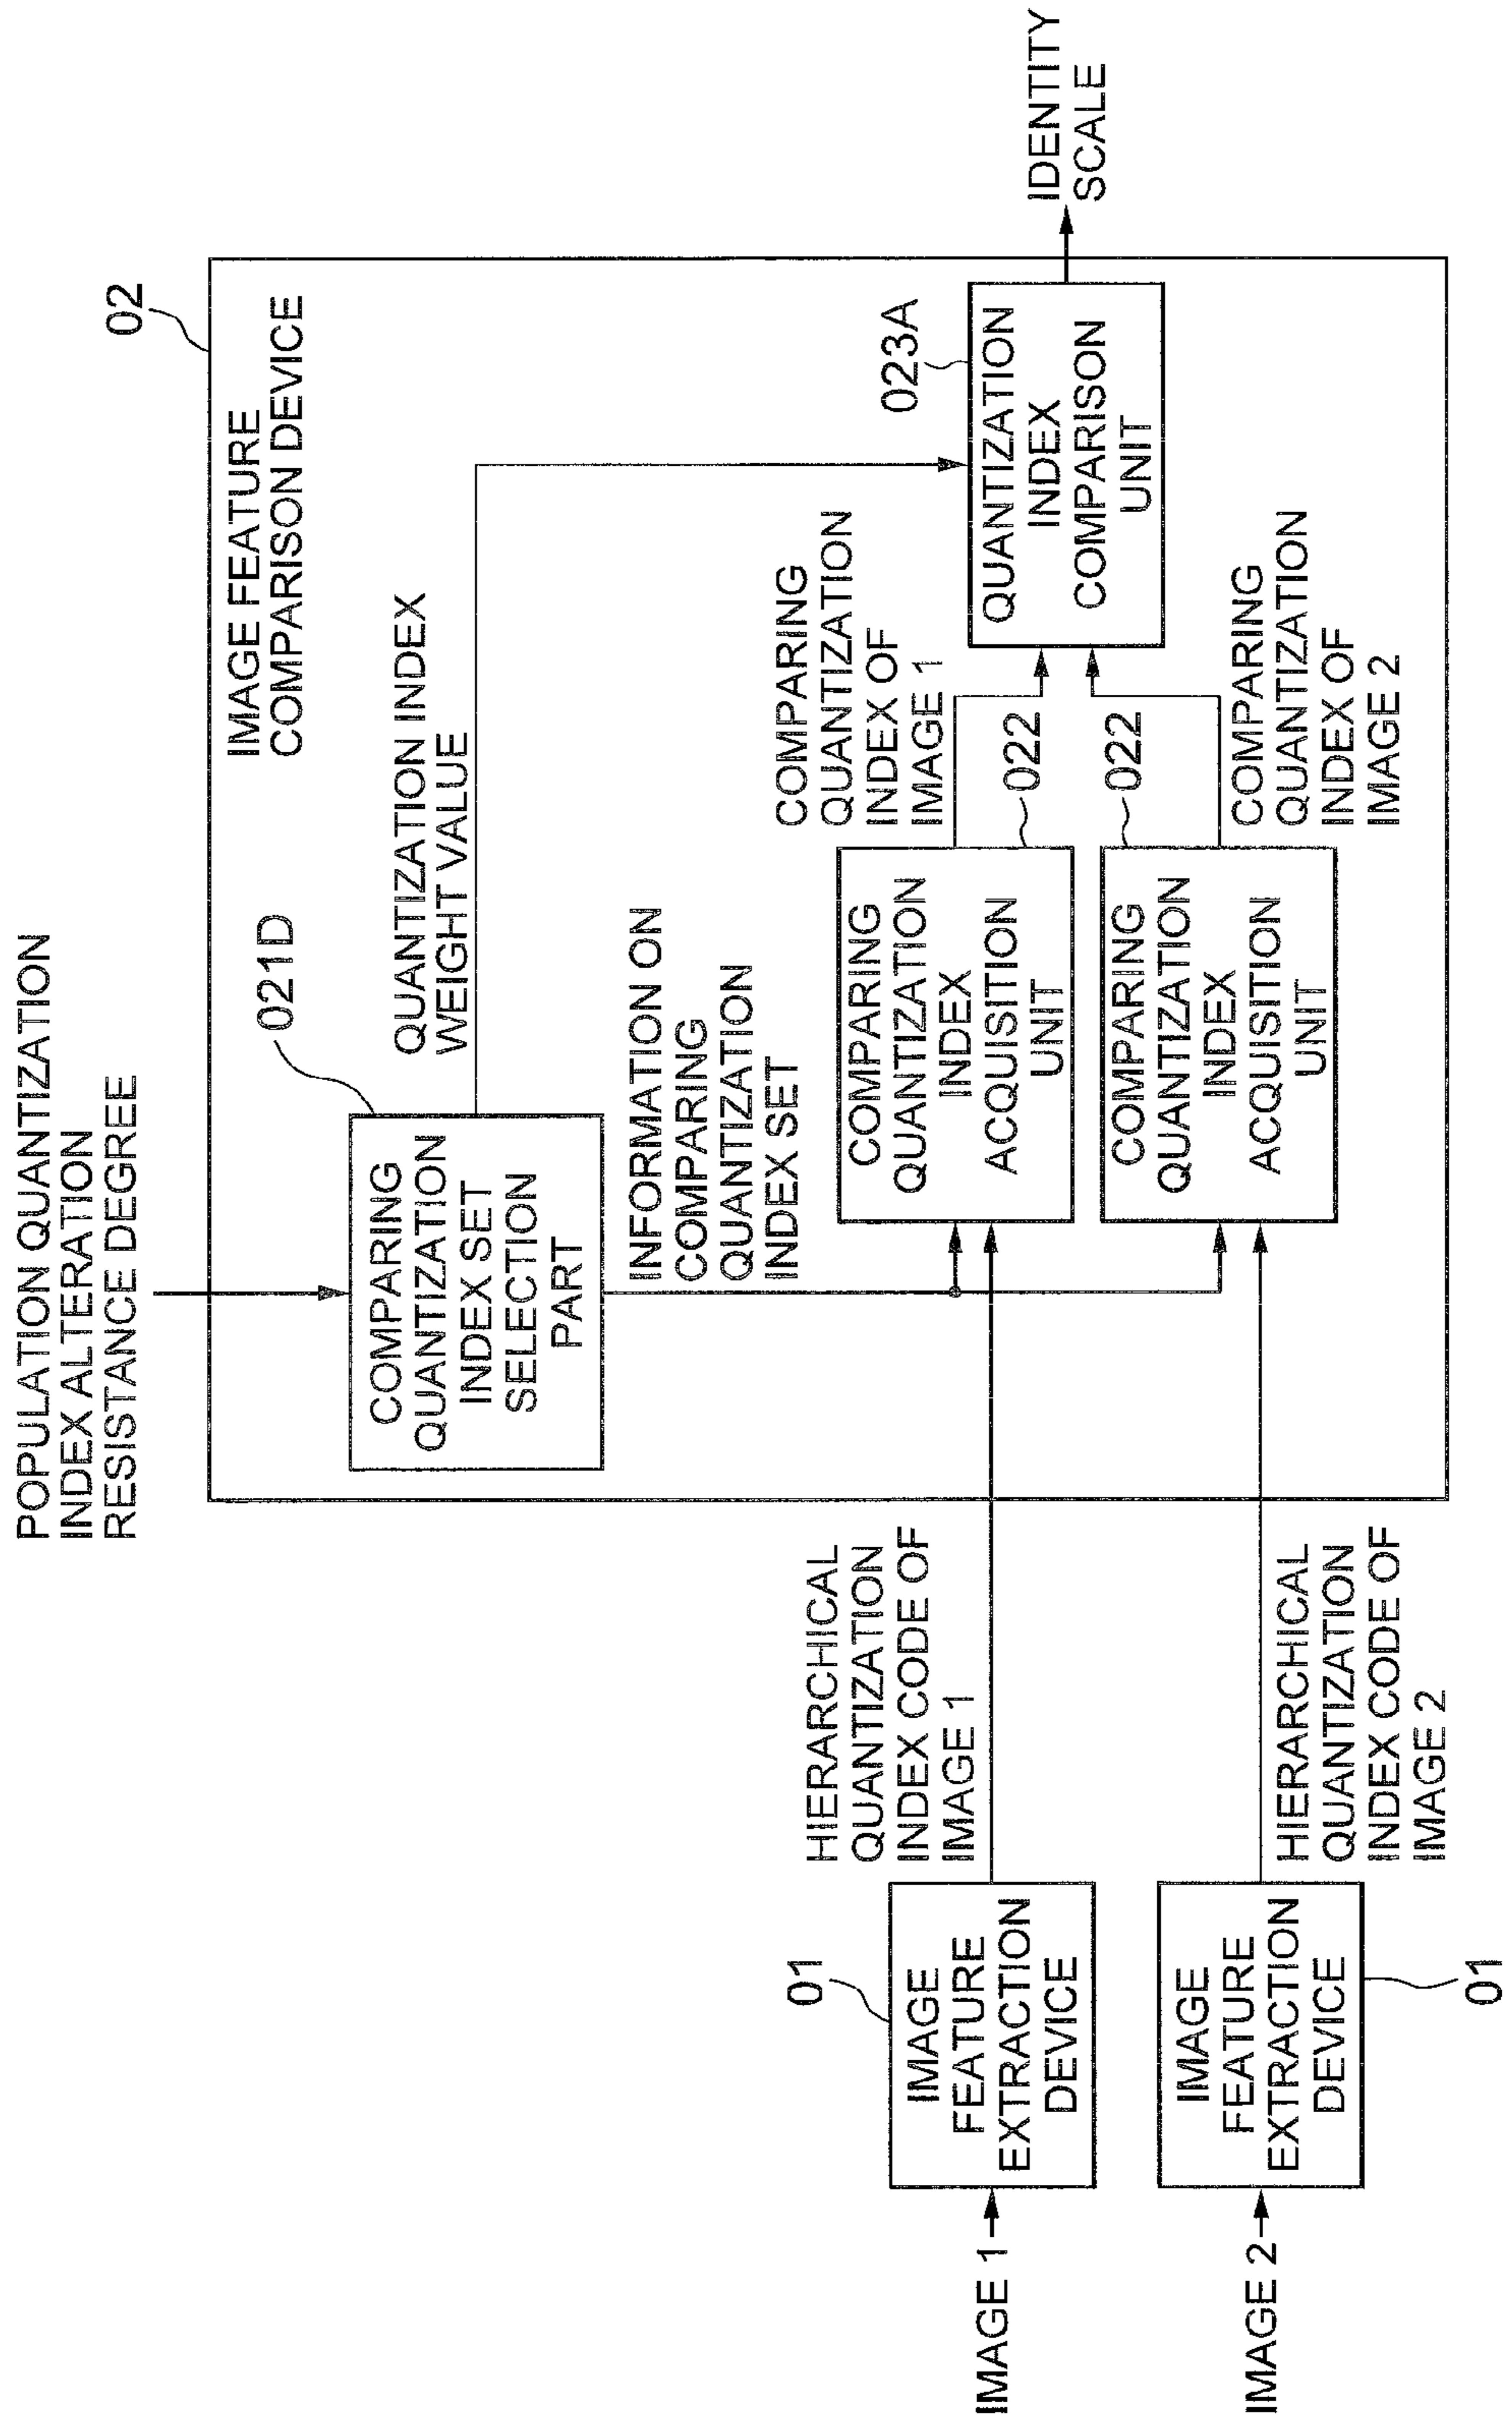 POPULATION QUANTIZATION
INDEX ALTERATION
RESISTANCE DEGREE
02
IMAGE FEATURE
COMPARISON DEVICE
021D
COMPARING
QUANTIZATION
INDEX SET
SELECTION
PART
QUANTIZATION INDEX
WEIGHT VALUE
INFORMATION ON
COMPARING
QUANTIZATION
INDEX SET
HIERARCHICAL
QUANTIZATION
INDEX CODE OF
IMAGE 1
COMPARING
QUANTIZATION
INDEX
ACQUISITION
UNIT
022
COMPARING
QUANTIZATION
INDEX OF
IMAGE 1
023A
QUANTIZATION
INDEX
COMPARISON
UNIT
IDENTITY
SCALE
01
IMAGE 1
IMAGE
FEATURE
EXTRACTION
DEVICE
IMAGE 2
IMAGE
FEATURE
EXTRACTION
DEVICE
01
HIERARCHICAL
QUANTIZATION
INDEX CODE OF
IMAGE 2
COMPARING
QUANTIZATION
INDEX
ACQUISITION
UNIT
022
COMPARING
QUANTIZATION
INDEX OF
IMAGE 2